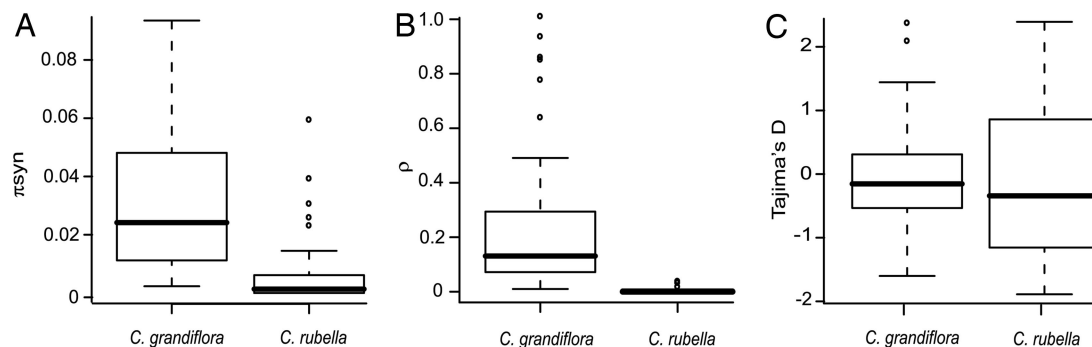 A
πsyn
0.08
0.06
0.04
0.02
0
C. grandiflora
C. rubella
B
ρ
1.0
0.8
0.6
0.4
0.2
0
C. grandiflora
C. rubella
C
Tajima's D
2
1
0
-1
-2
C. grandiflora
C. rubella